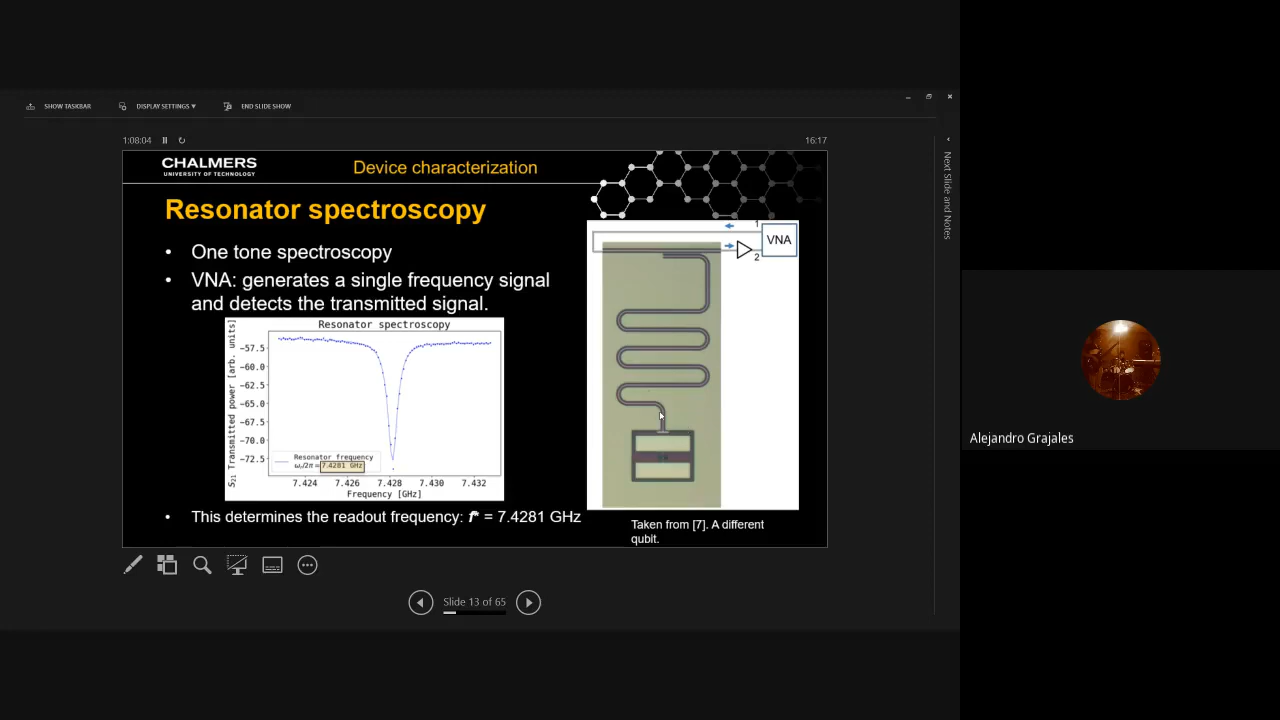 SHOW TASKBAR
DISPLAY SETTINGS ▼
END SLIDE SHOW
1:08:04
16:17
CHALMERS
UNIVERSITY OF TECHNOLOGY
Device characterization
Resonator spectroscopy
• One tone spectroscopy
• VNA: generates a single frequency signal
and detects the transmitted signal.
Resonator spectroscopy
S21 Transmitted power [arb. units]
−57.5
−60.0
−62.5
−65.0
−67.5
−70.0
−72.5
Resonator frequency
ωr/2π = 7.4281 GHz
7.424 7.426 7.428 7.430 7.432
Frequency [GHz]
• This determines the readout frequency: f* = 7.4281 GHz
1
VNA
2
Taken from [7]. A different
qubit.
Next Slide and Notes
Slide 13 of 65
Alejandro Grajales